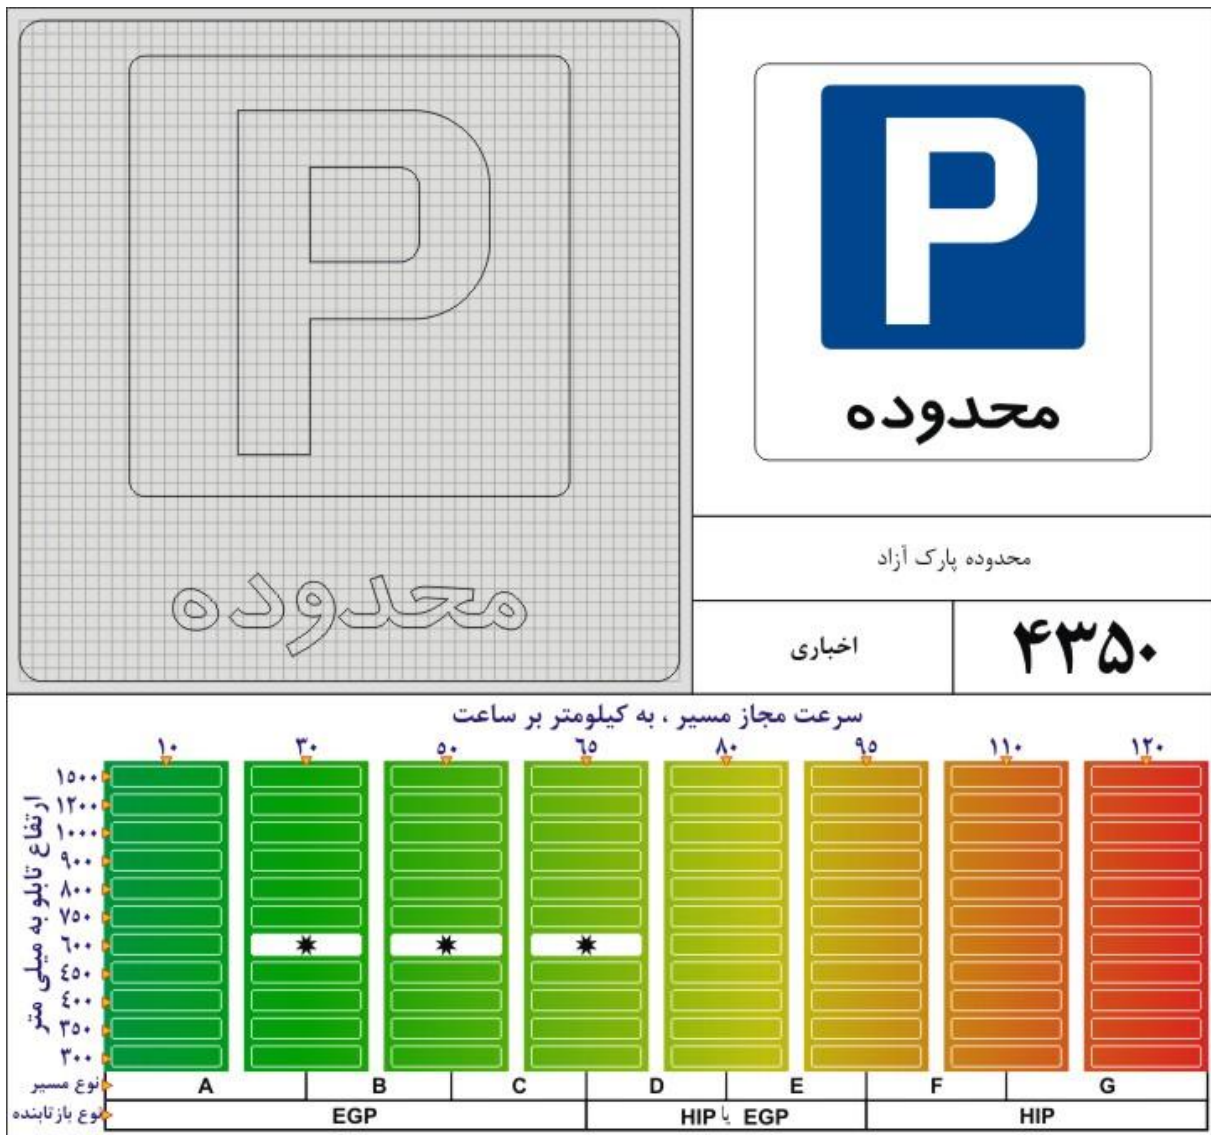 P
محدوده
P
محدوده
محدوده پارک آزاد
اخباری
۴۳۵۰
سرعت مجاز مسیر ، به کیلومتر بر ساعت
۱۰ ۳۰ ۵۰ ۶۵ ۸۰ ۹۵ ۱۱۰ ۱۲۰
ارتفاع تابلو به میلی متر
۱۵۰۰
۱۲۰۰
۱۰۰۰
۹۰۰
۸۰۰
۷۵۰
۶۰۰
۴۵۰
۴۰۰
۳۵۰
۳۰۰
نوع مسیر A B C D E F G
نوع بازتابنده EGP HIP یا EGP HIP